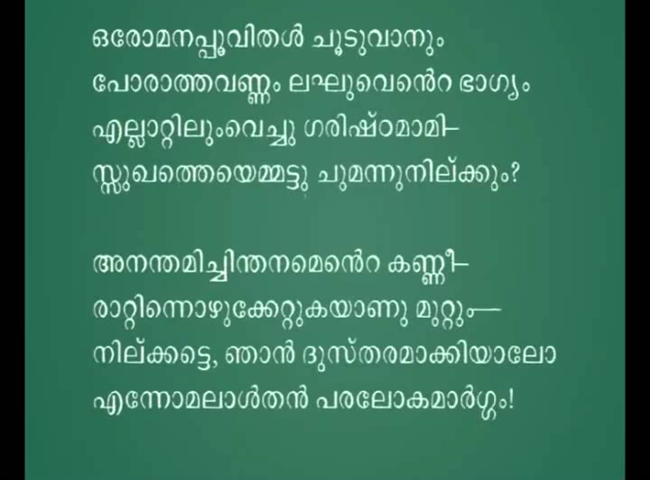 ഒരോമനപ്പൂവിതൾ ചൂടുവാനും
പോരാത്തവണ്ണം ലഘുവെൻെറ ഭാഗ്യം
എല്ലാറ്റിലുംവെച്ചു ഗരിഷ്ഠമാമി–
സ്സുഖത്തെയെമ്മട്ടു ചുമന്നുനില്ക്കും?
അനന്തമിച്ചിന്തനമെൻെറ കണ്ണീ–
രാറ്റിന്നൊഴുക്കേറ്റുകയാണു മുറ്റും—
നില്ക്കട്ടെ, ഞാൻ ദുസ്തരമാക്കിയാലോ
എന്നോമലാൾതൻ പരലോകമാർഗ്ഗം!